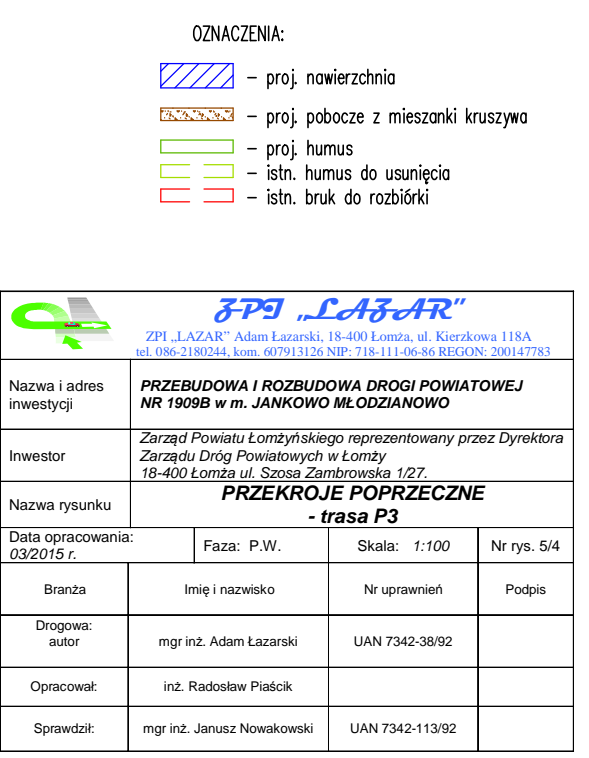 OZNACZENIA:
– proj. nawierzchnia
– proj. pobocze z mieszanki kruszywa
– proj. humus
– istn. humus do usunięcia
– istn. bruk do rozbiórki
ZPI „LAZAR"
ZPI „LAZAR” Adam Łazarski, 18-400 Łomża, ul. Kierzkowa 118A
tel. 086-2180244, kom. 607913126 NIP: 718-111-06-86 REGON: 200147783
Nazwa i adres
inwestycji
PRZEBUDOWA I ROZBUDOWA DROGI POWIATOWEJ
NR 1909B w m. JANKOWO MŁODZIANOWO
Inwestor
Zarząd Powiatu Łomżyńskiego reprezentowany przez Dyrektora
Zarządu Dróg Powiatowych w Łomży
18-400 Łomża ul. Szosa Zambrowska 1/27.
Nazwa rysunku
PRZEKROJE POPRZECZNE
- trasa P3
Data opracowania:
03/2015 r.
Faza: P.W.
Skala: 1:100
Nr rys. 5/4
Branża
Imię i nazwisko
Nr uprawnień
Podpis
Drogowa:
autor
mgr inż. Adam Łazarski
UAN 7342-38/92
Opracował:
inż. Radosław Piaścik
Sprawdził:
mgr inż. Janusz Nowakowski
UAN 7342-113/92